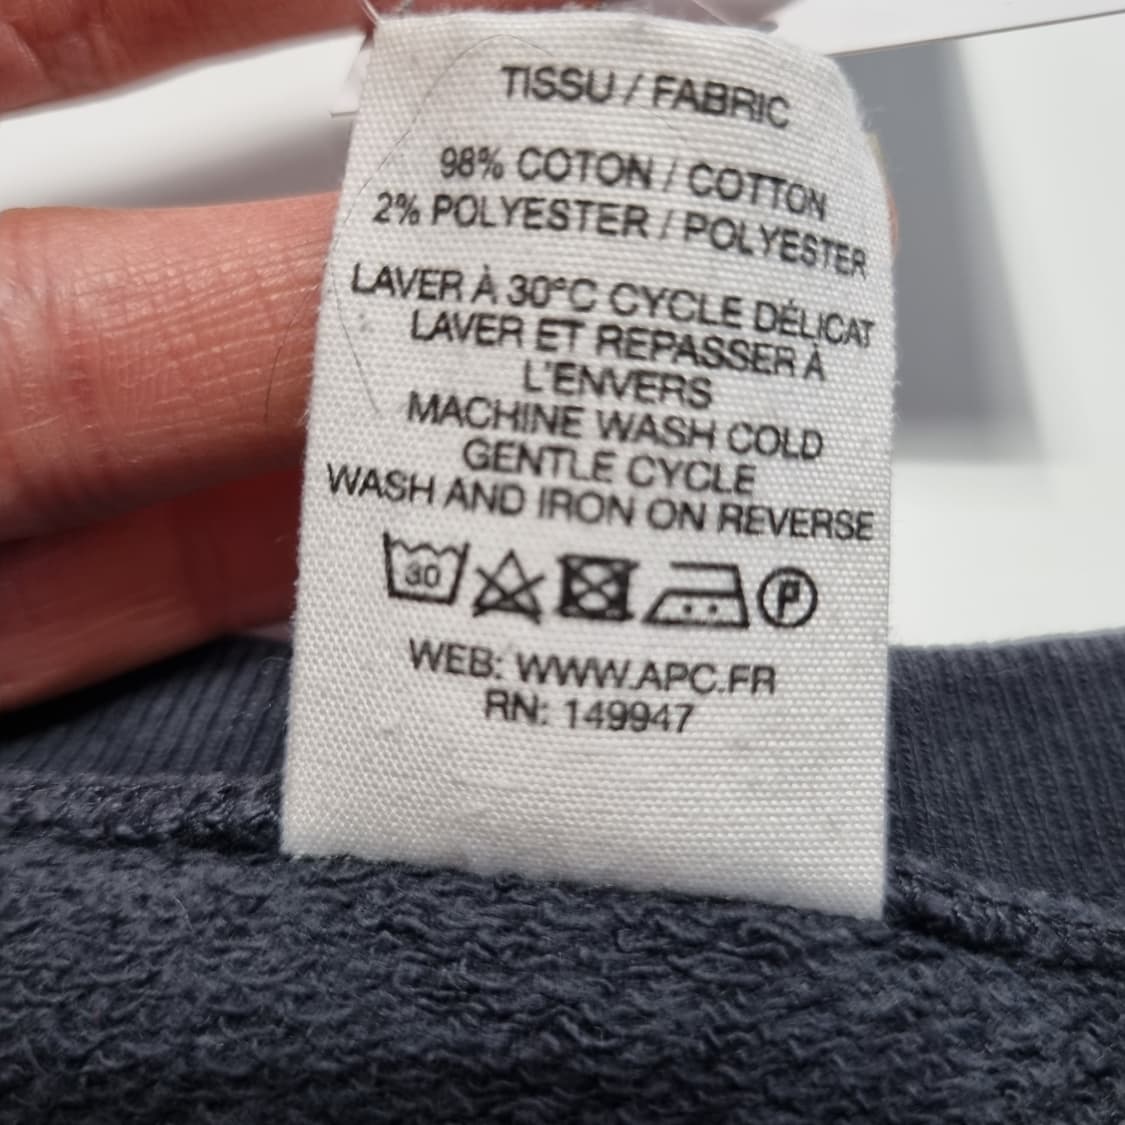 TISSU / FABRIC
98% COTON / COTTON
2% POLYESTER / POLYESTER
LAVER À 30°C CYCLE DÉLICAT
LAVER ET REPASSER À
L'ENVERS
MACHINE WASH COLD
GENTLE CYCLE
WASH AND IRON ON REVERSE
30 P
WEB: WWW.APC.FR
RN: 149947